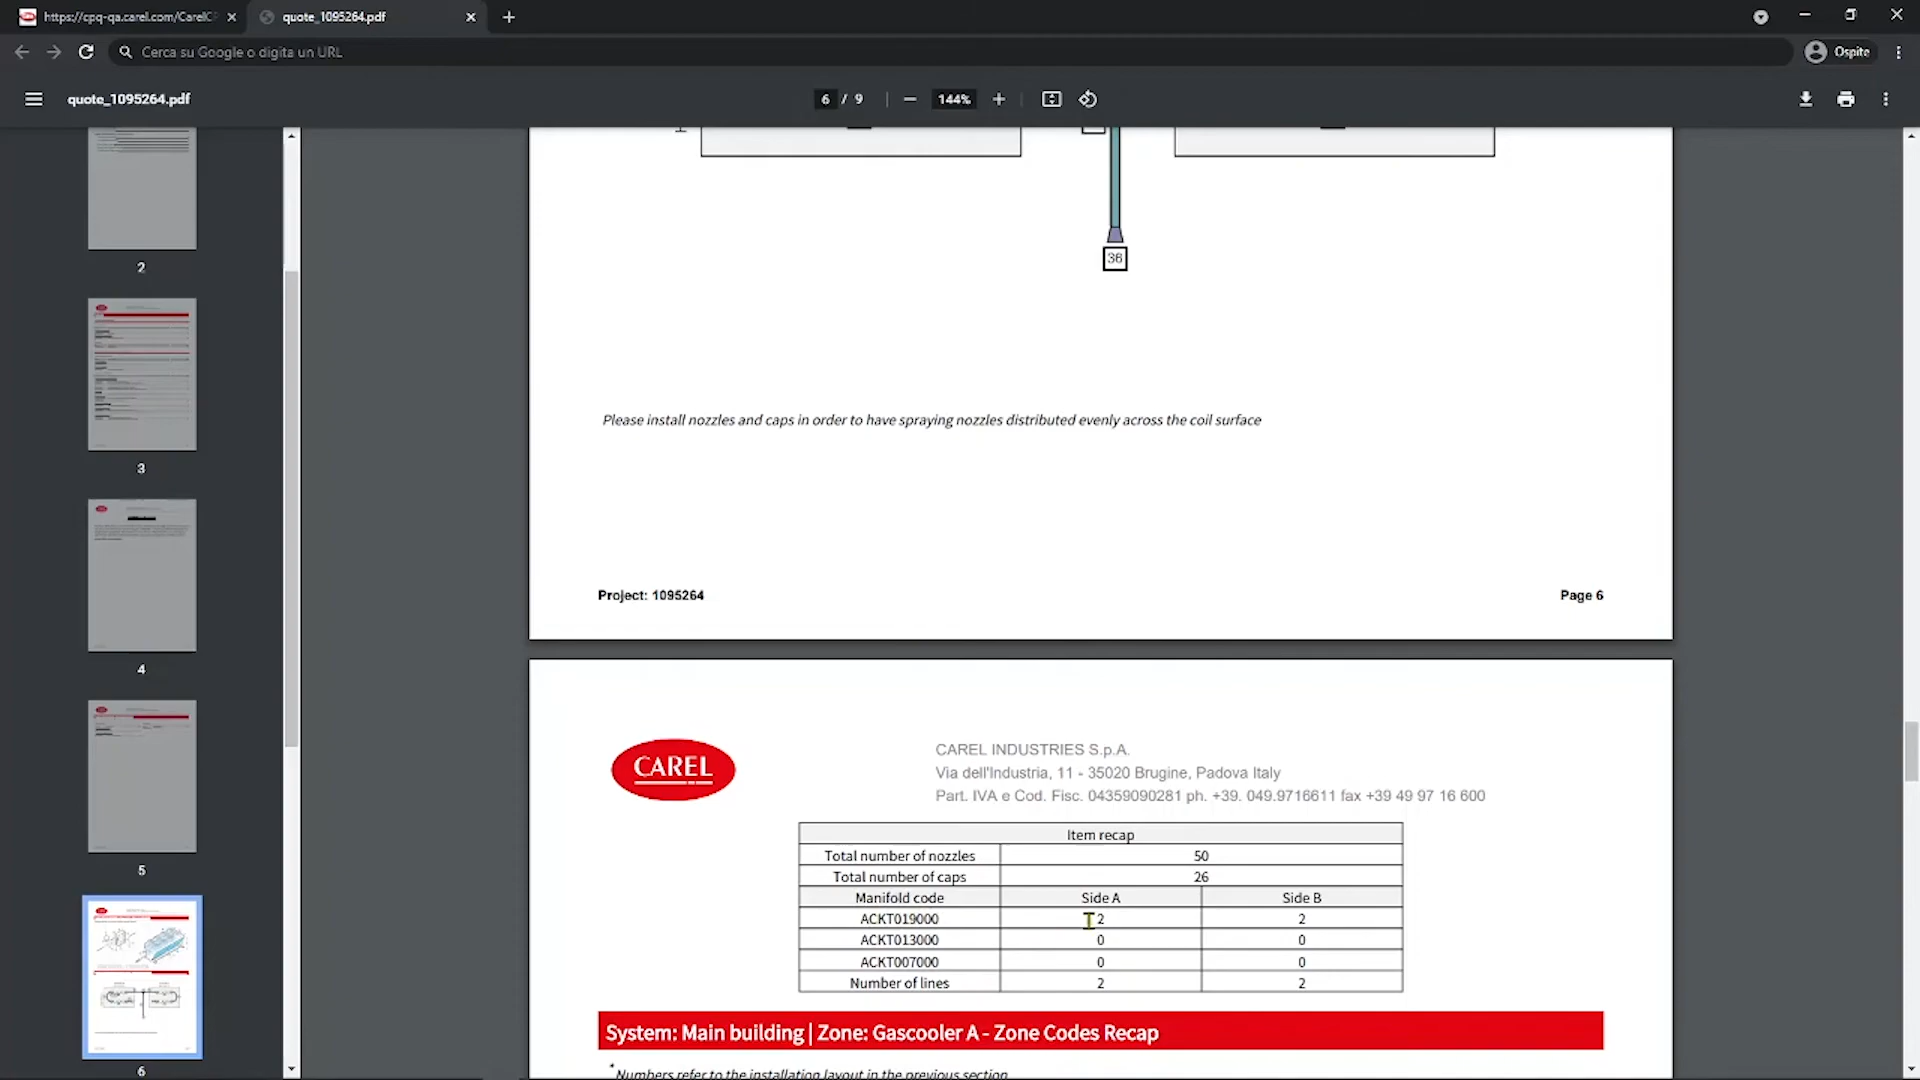 https://cpq-qa.carel.com/CarelC
quote_1095264.pdf
Cerca su Google o digita un URL
Ospite
quote_1095264.pdf
6 / 9
144%
2
3
4
5
6
36
Please install nozzles and caps in order to have spraying nozzles distributed evenly across the coil surface
Project: 1095264
Page 6
CAREL
CAREL INDUSTRIES S.p.A.
Via dell'Industria, 11 - 35020 Brugine, Padova Italy
Part. IVA e Cod. Fisc. 04359090281 ph. +39. 049.9716611 fax +39 49 97 16 600
Item recap
Total number of nozzles 50
Total number of caps 26
Manifold code Side A Side B
ACKT019000 2 2
ACKT013000 0 0
ACKT007000 0 0
Number of lines 2 2
System: Main building | Zone: Gascooler A - Zone Codes Recap
*Numbers refer to the installation layout in the previous section